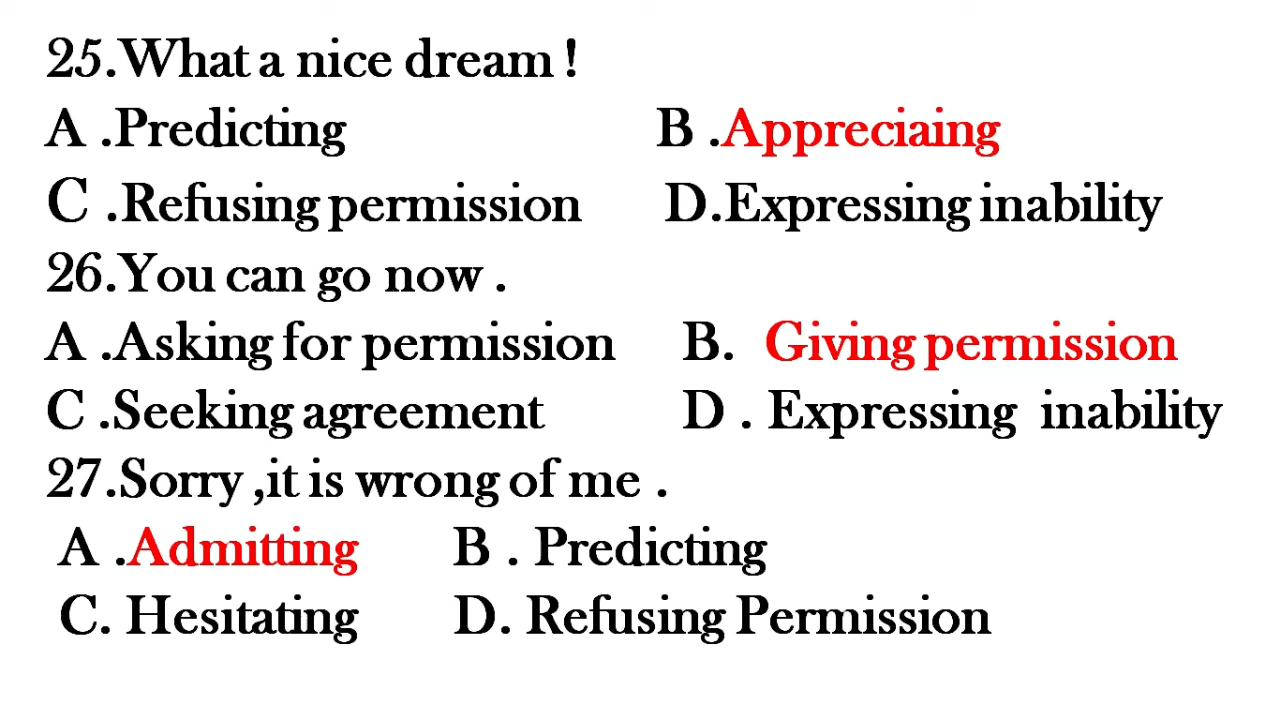 25.What a nice dream !
A .Predicting B .Appreciaing
C .Refusing permission D.Expressing inability
26.You can go now .
A .Asking for permission B. Giving permission
C .Seeking agreement D . Expressing inability
27.Sorry ,it is wrong of me .
A .Admitting B . Predicting
C. Hesitating D. Refusing Permission